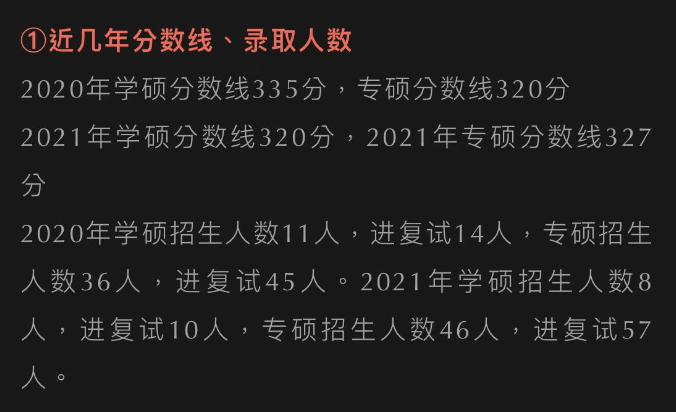 ①近几年分数线、录取人数
2020年学硕分数线335分，专硕分数线320分
2021年学硕分数线320分，2021年专硕分数线327
分
2020年学硕招生人数11人，进复试14人，专硕招生
人数36人，进复试45人。2021年学硕招生人数8
人，进复试10人，专硕招生人数46人，进复试57
人。